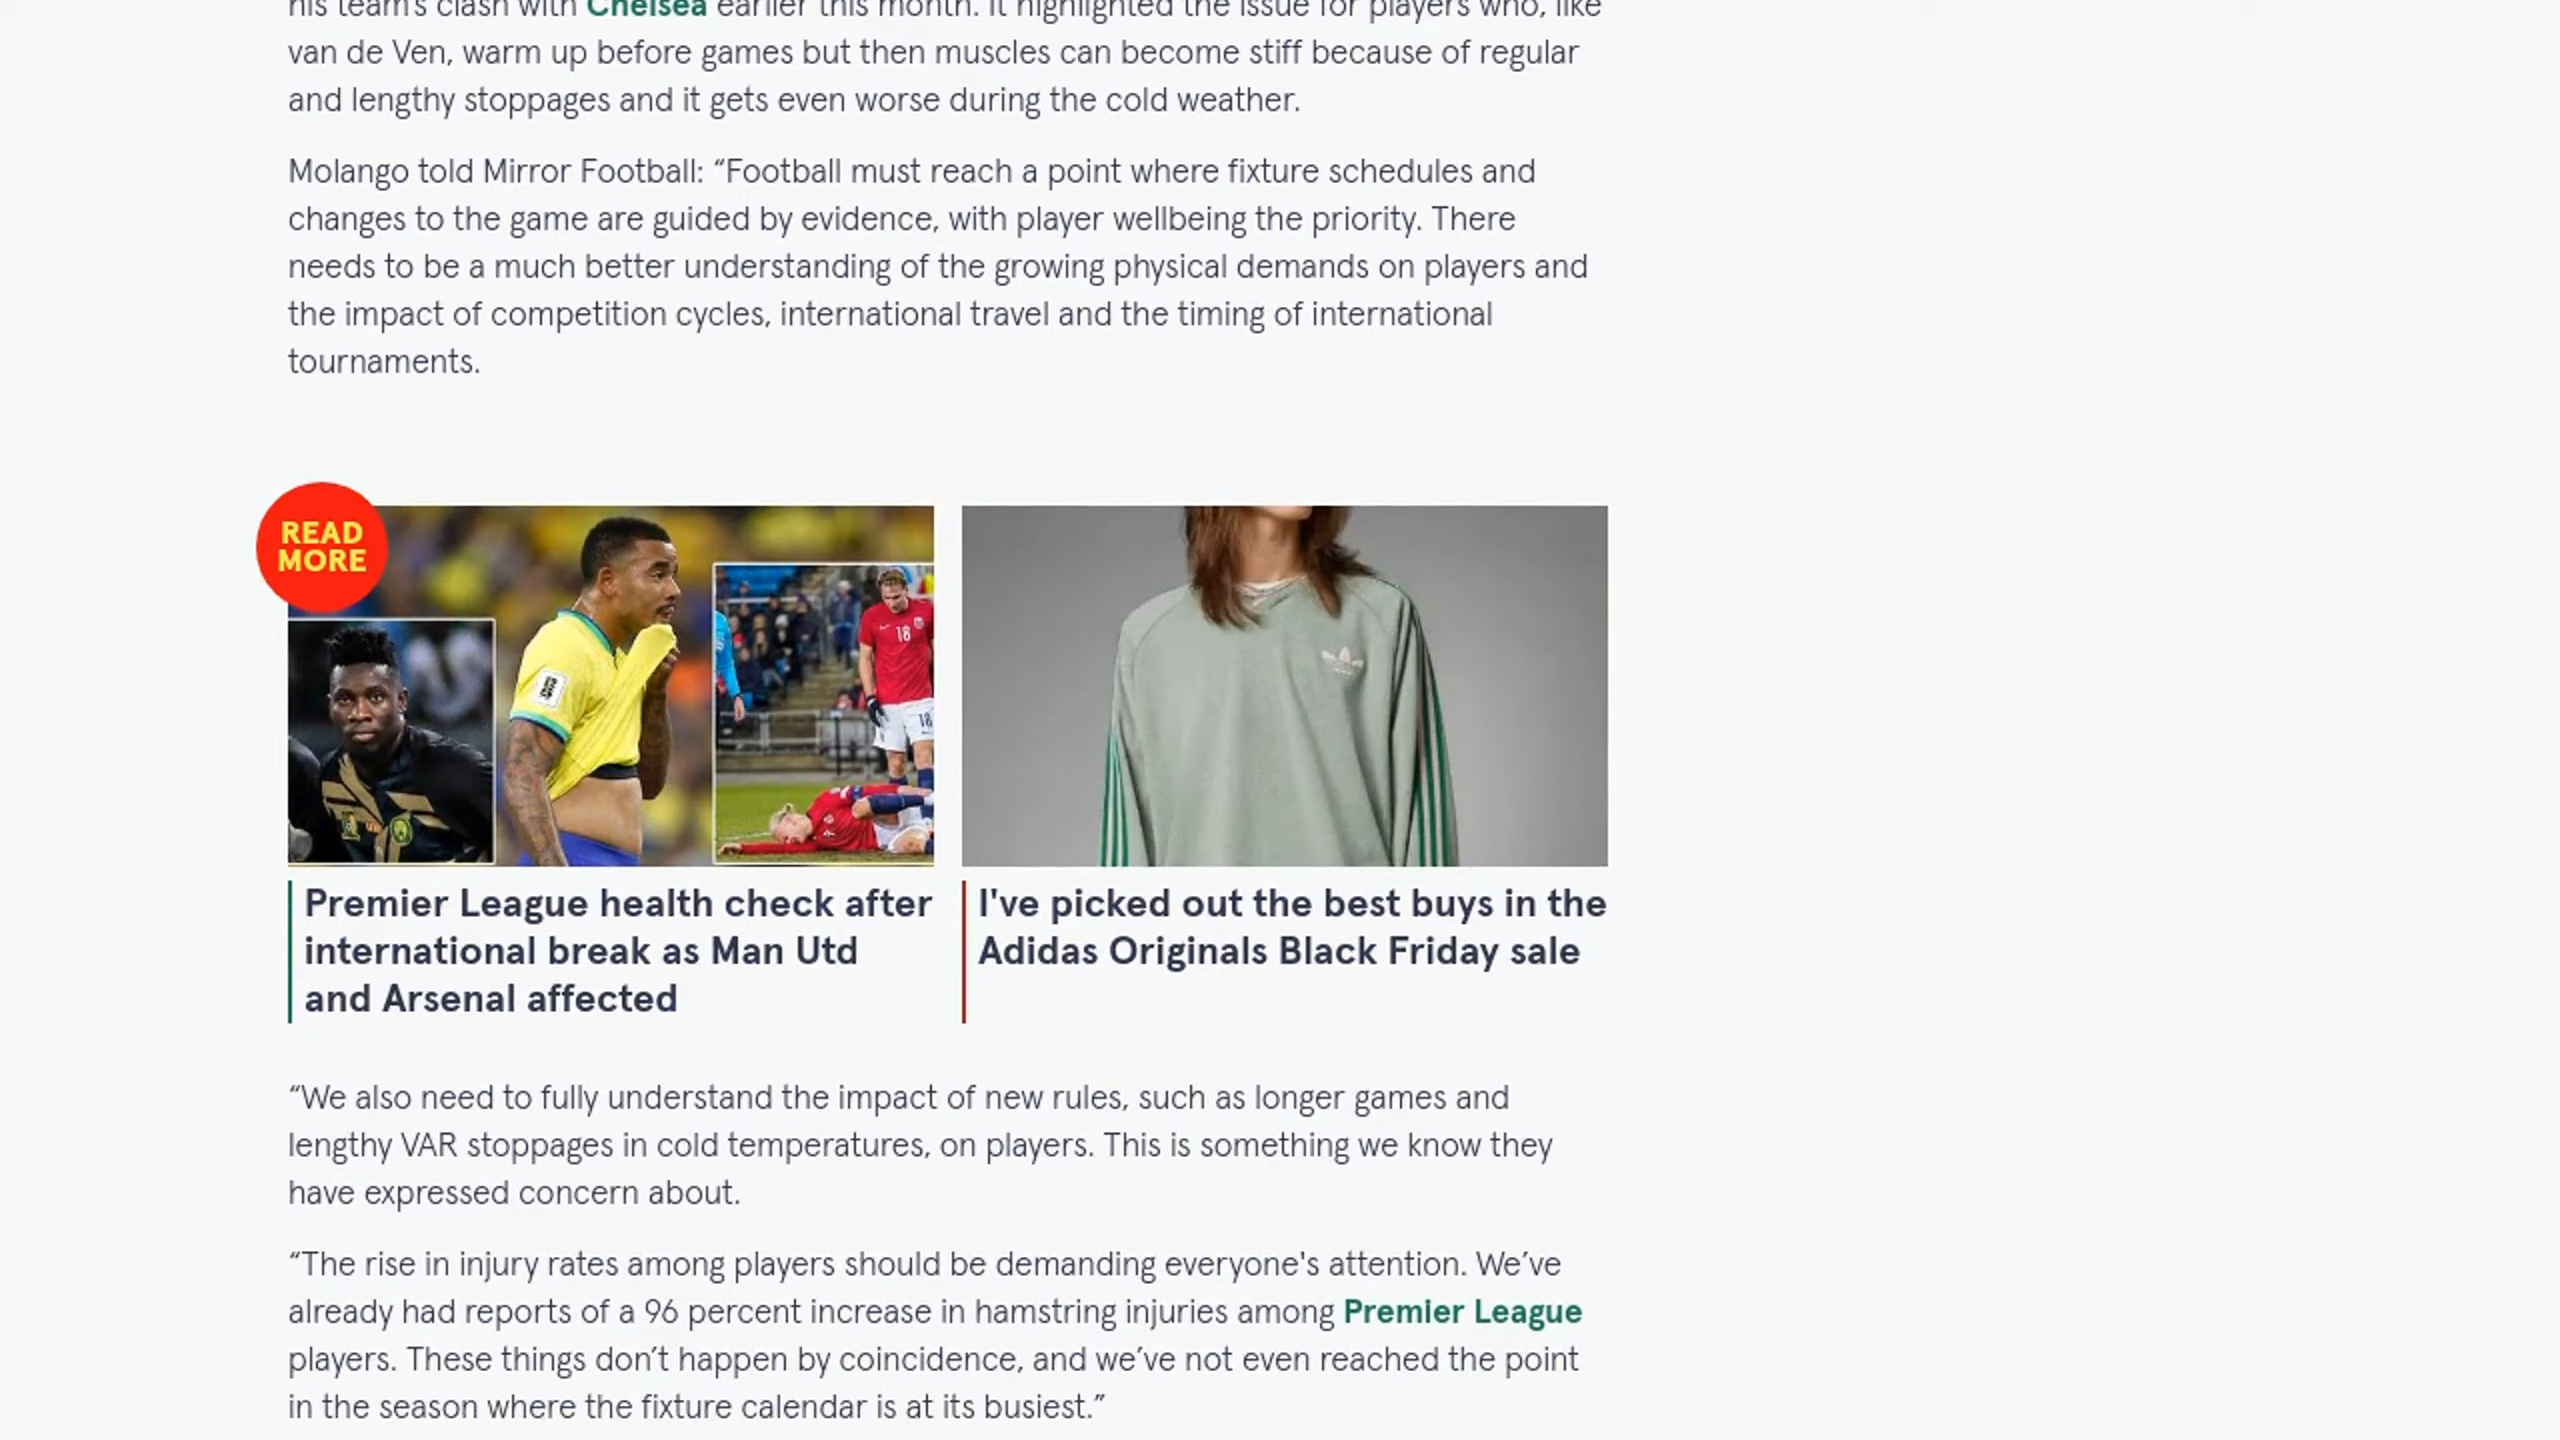 his team's clash with Chelsea earlier this month. It highlighted the issue for players who, like
van de Ven, warm up before games but then muscles can become stiff because of regular
and lengthy stoppages and it gets even worse during the cold weather.
Molango told Mirror Football: “Football must reach a point where fixture schedules and
changes to the game are guided by evidence, with player wellbeing the priority. There
needs to be a much better understanding of the growing physical demands on players and
the impact of competition cycles, international travel and the timing of international
tournaments.
READ
MORE
18
18
Premier League health check after
international break as Man Utd
and Arsenal affected
I've picked out the best buys in the
Adidas Originals Black Friday sale
“We also need to fully understand the impact of new rules, such as longer games and
lengthy VAR stoppages in cold temperatures, on players. This is something we know they
have expressed concern about.
“The rise in injury rates among players should be demanding everyone's attention. We’ve
already had reports of a 96 percent increase in hamstring injuries among Premier League
players. These things don’t happen by coincidence, and we’ve not even reached the point
in the season where the fixture calendar is at its busiest.”